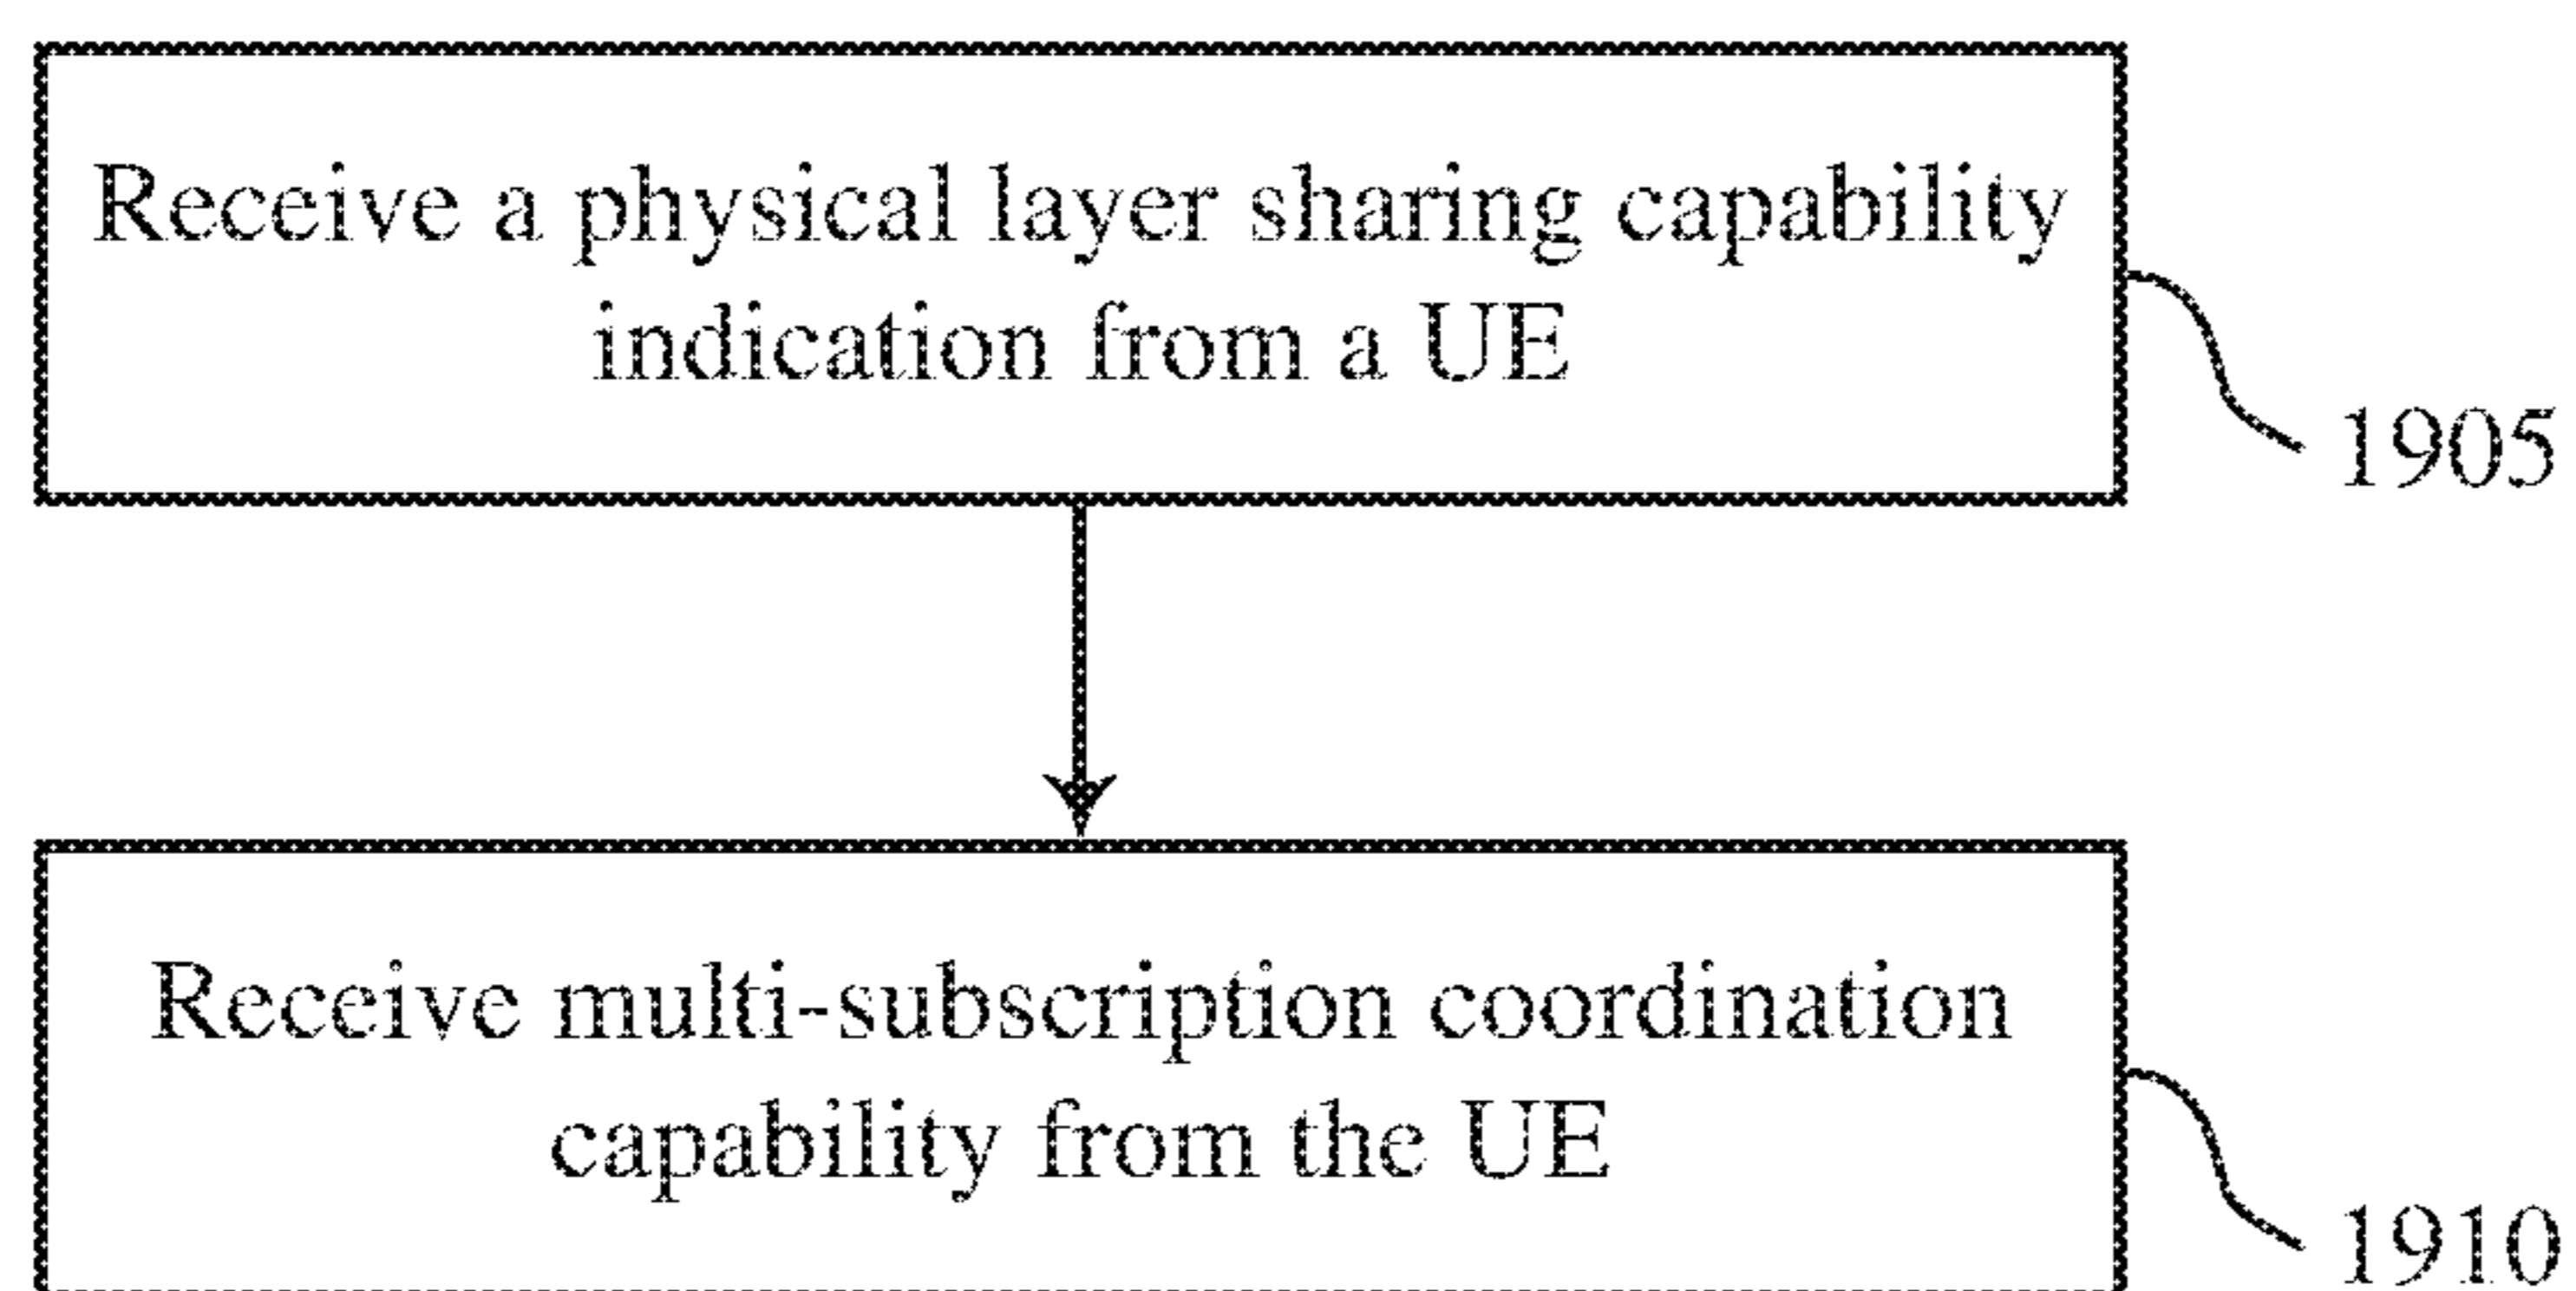 Receive a physical layer sharing capability
indication from a UE
1905
Receive multi-subscription coordination
capability from the UE
1910